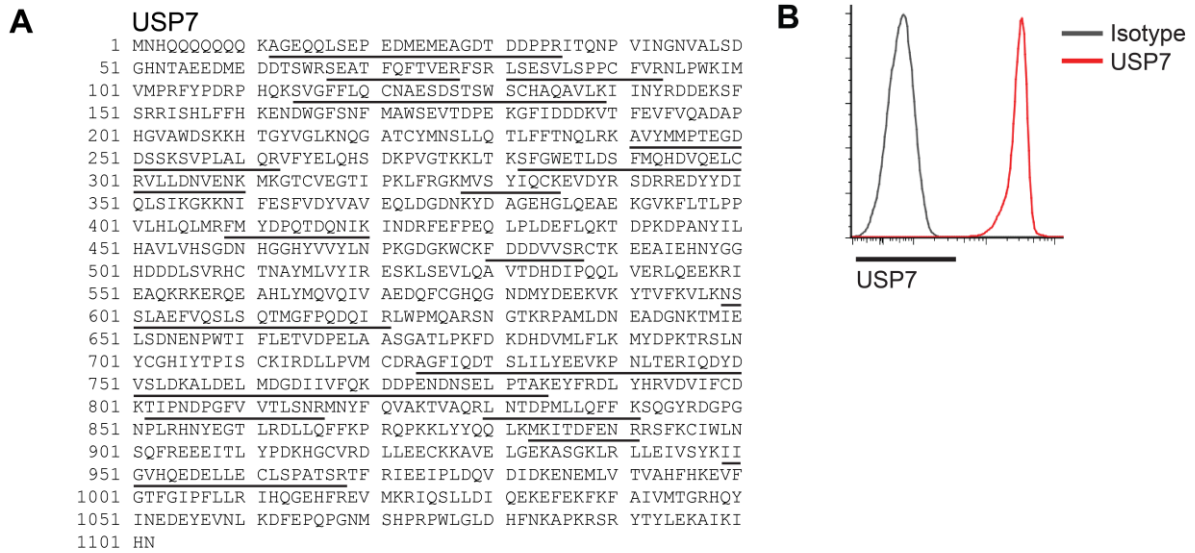 A
USP7
1 MNHQQQQQQQ KAGEQQLSEP EDMEMEAGDT DDPPRITQNP VINGNVALSD
51 GHNTAEEDME DDTSWRSEAT FQFTVERFSR LSESVLSPPC FVRNLPWKIM
101 VMPRFYPDRP HQKSVGFFLQ CNAESDSTSW SCHAQAVLKI INYRDDEKSF
151 SRRISHLFFH KENDWGFSNF MAWSEVTDPE KGFIDDDKVT FEVFVQADAP
201 HGVAWDSKKH TGYVGLKNQG ATCYMNSLLQ TLFFTNQLRK AVYMMPTEGD
251 DSSKSVPLAL QRVFYELQHS DKPVGTKKLT KSFGWETLDS FMQHDVQELC
301 RVLLDNVENK MKGTCVEGTI PKLFRGKMVS YIQCKEVDYR SDRREDYYDI
351 QLSIKGKKNI FESFVDYVAV EQLDGDNKYD AGEHGLQEAE KGVKFLTLPP
401 VLHLQLMRFM YDPQTDQNIK INDRFEFPEQ LPLDEFLQKT DPKDPANYIL
451 HAVLVHSGDN HGGHYVVYLN PKGDGKWCKF DDDVVSRCTK EEAIEHNYGG
501 HDDDLSVRHC TNAYMLVYIR ESKLSEVLQA VTDHDIPQQL VERLQEEKRI
551 EAQKRKERQE AHLYMQVQIV AEDQFCGHQG NDMYDEEKVK YTVFKVLKNS
601 SLAEFVQSLS QTMGFPQDQI RLWPMQARSN GTKRPAMLDN EADGNKTMIE
651 LSDNENPWTI FLETVDPELA ASGATLPKFD KDHDVMLFLK MYDPKTRSLN
701 YCGHIYTPIS CKIRDLLPVM CDRAGFIQDT SLILYEEVKP NLTERIQDYD
751 VSLDKALDEL MDGDIIVFQK DDPENDNSEL PTAKEYFRDL YHRVDVIFCD
801 KTIPNDPGFV VTLSNRMNYF QVAKTVAQRL NTDPMLLQFF KSQGYRDGPG
851 NPLRHNYEGT LRDLLQFFKP RQPKKLYYQQ LKMKITDFEN RRSFKCIWLN
901 SQFREEEITL YPDKHGCVRD LLEECKKAVE LGEKASGKLR LLEIVSYKII
951 GVHQEDELLE CLSPATSRTF RIEEIPLDQV DIDKENEMLV TVAHFHKEVF
1001 GTFGIPFLLR IHQGEHFREV MKRIQSLLDI QEKEFEKFKF AIVMTGRHQY
1051 INEDEYEVNL KDFEPQPGNM SHPRPWLGLD HFNKAPKRSR YTYLEKAIKI
1101 HN
B
Isotype
USP7
USP7